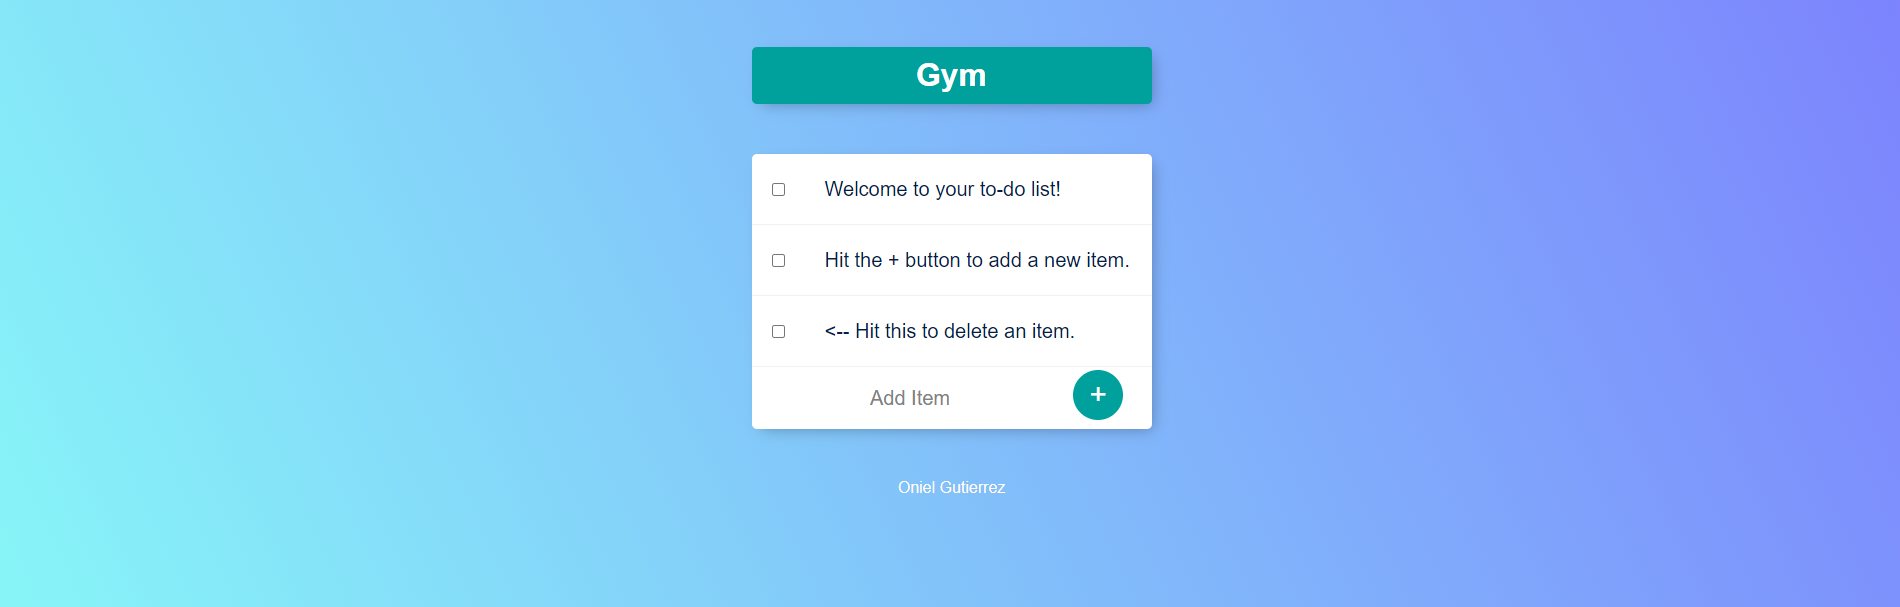 Gym
Welcome to your to-do list!
Hit the + button to add a new item.
<-- Hit this to delete an item.
Add Item
+
Oniel Gutierrez